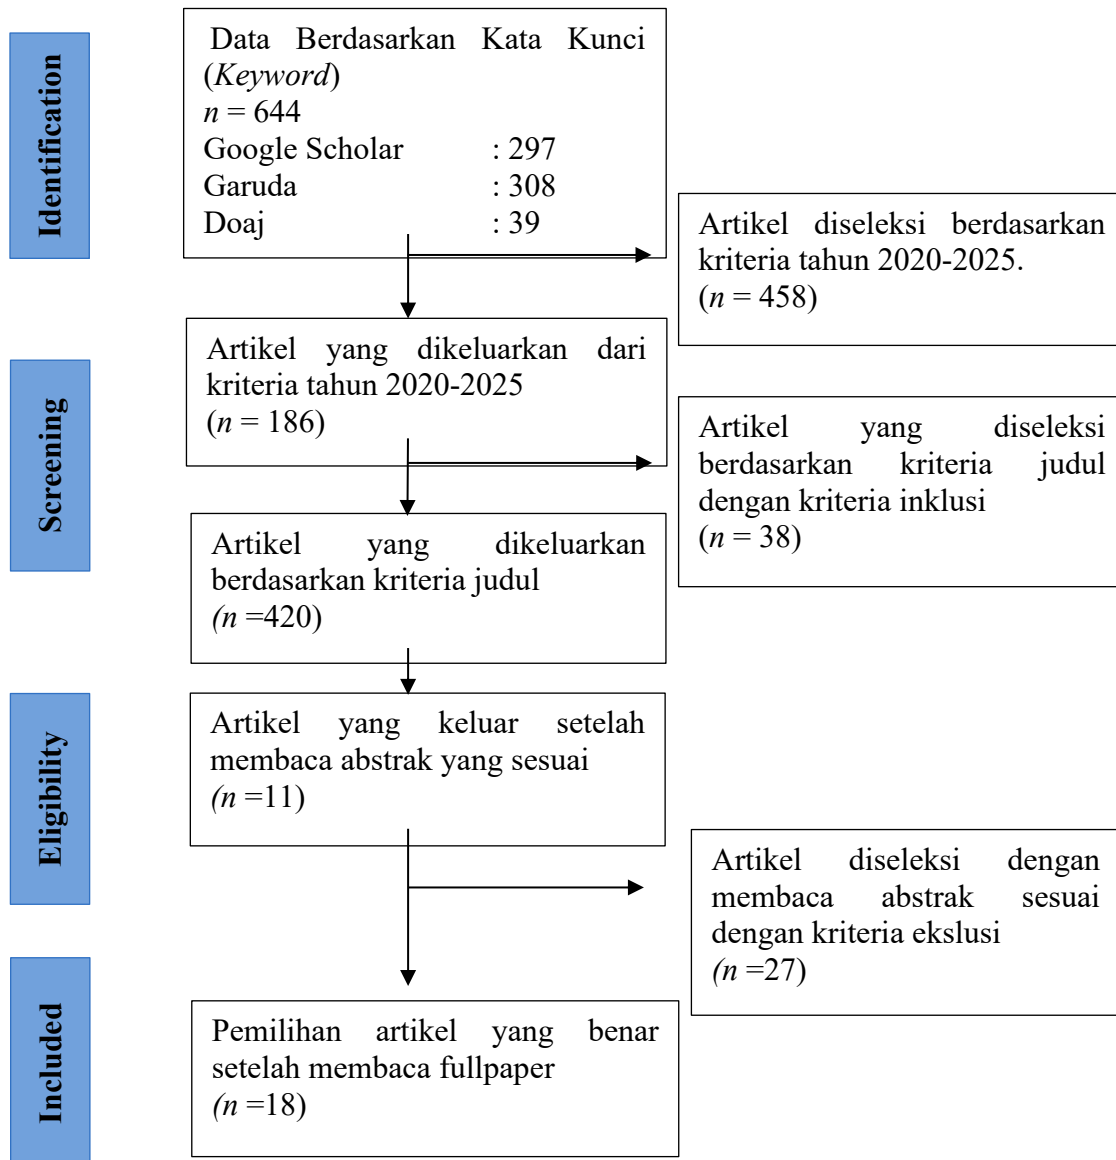 Identification
Data Berdasarkan Kata Kunci
(Keyword)
n = 644
Google Scholar : 297
Garuda : 308
Doaj : 39
Artikel diseleksi berdasarkan
kriteria tahun 2020-2025.
(n = 458)
Screening
Artikel yang dikeluarkan dari
kriteria tahun 2020-2025
(n = 186)
Artikel yang diseleksi
berdasarkan kriteria judul
dengan kriteria inklusi
(n = 38)
Artikel yang dikeluarkan
berdasarkan kriteria judul
(n =420)
Eligibility
Artikel yang keluar setelah
membaca abstrak yang sesuai
(n =11)
Artikel diseleksi dengan
membaca abstrak sesuai
dengan kriteria ekslusi
(n =27)
Included
Pemilihan artikel yang benar
setelah membaca fullpaper
(n =18)